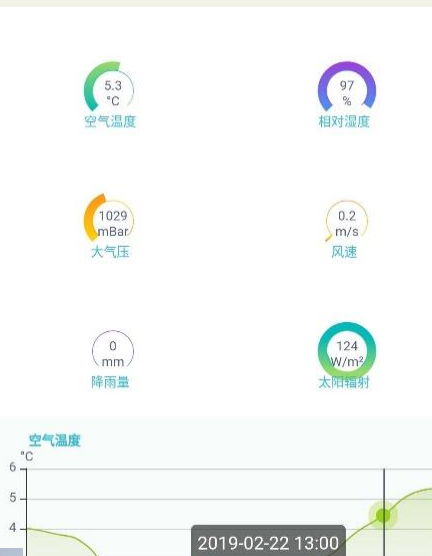 5.3
°C
空气温度
97
%
相对湿度
1029
mBar
大气压
0.2
m/s
风速
0
mm
降雨量
124
W/m²
太阳辐射
空气温度
°C
6
5
4
2019-02-22 13:00